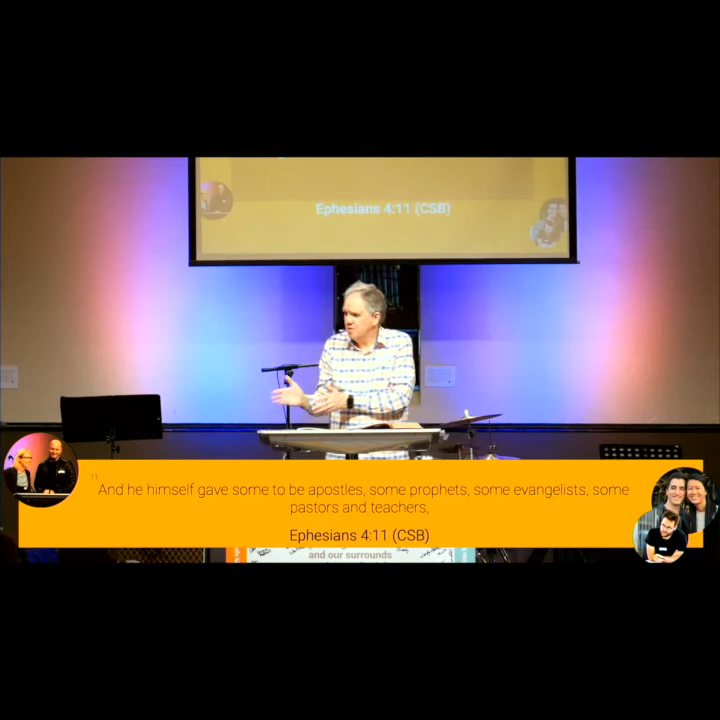 Ephesians 4:11 (CSB)
11
And he himself gave some to be apostles, some prophets, some evangelists, some
pastors and teachers,
Ephesians 4:11 (CSB)
and our surrounds